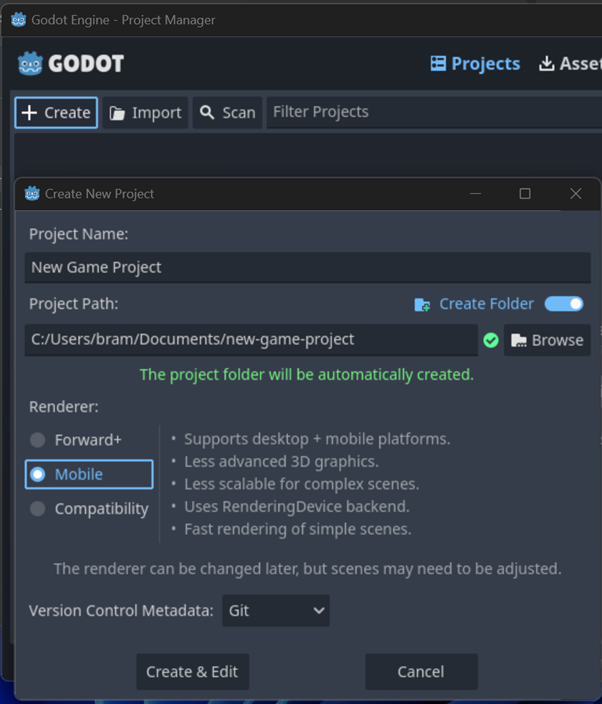 Godot Engine - Project Manager
GODOT Projects Asse
Create Import Scan Filter Projects
Create New Project
Project Name:
New Game Project
Project Path: Create Folder
C:/Users/bram/Documents/new-game-project Browse
The project folder will be automatically created.
Renderer:
Forward+ • Supports desktop + mobile platforms.
• Less advanced 3D graphics.
Mobile • Less scalable for complex scenes.
Compatibility • Uses RenderingDevice backend.
• Fast rendering of simple scenes.
The renderer can be changed later, but scenes may need to be adjusted.
Version Control Metadata: Git
Create & Edit Cancel